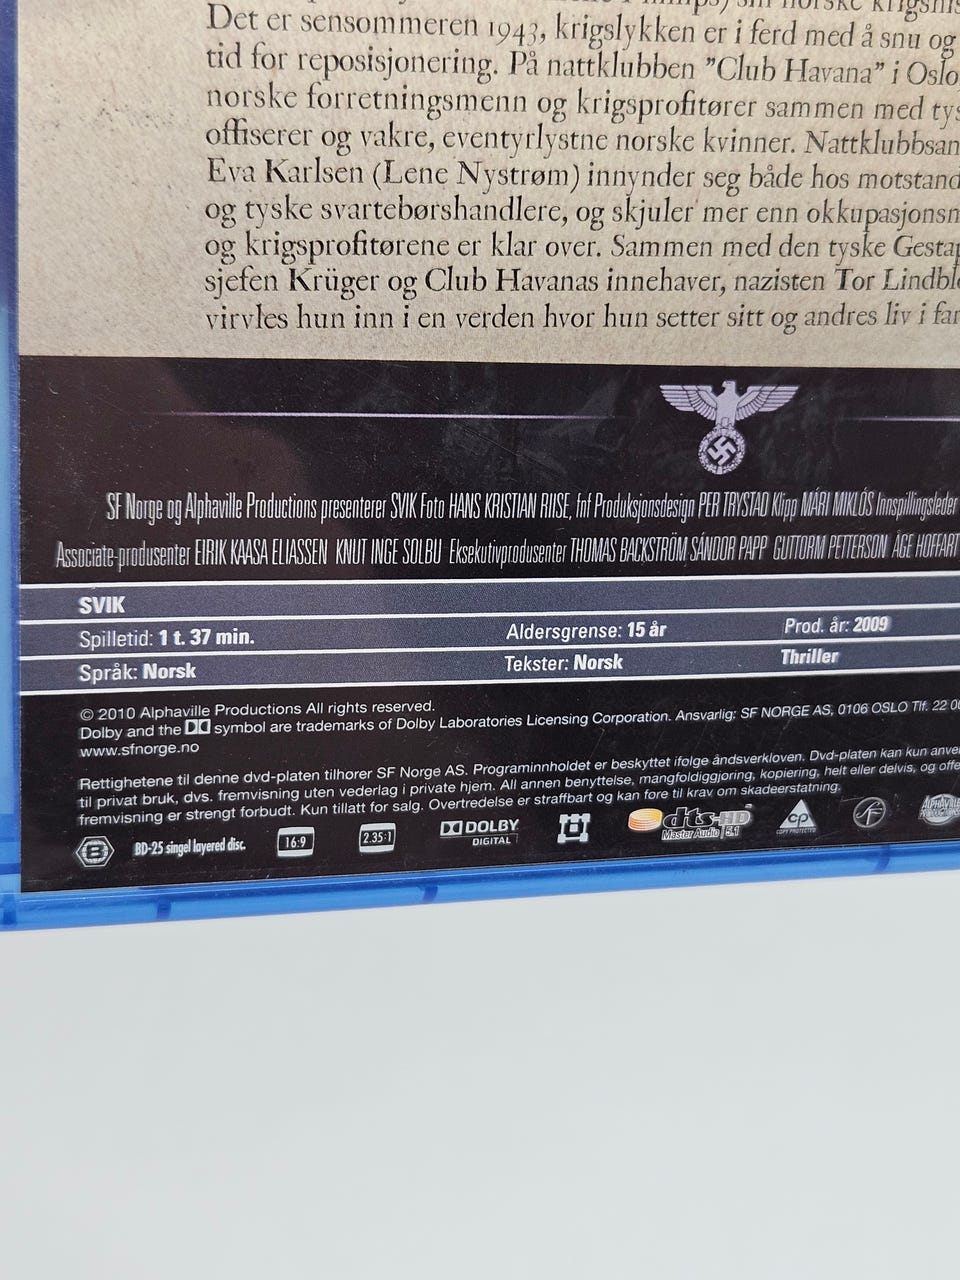 Det er sensommeren 1943, krigslykken er i ferd med å snu og
tid for reposisjonering. På nattklubben "Club Havana" i Oslo,
norske forretningsmenn og krigsprofitører sammen med tys
offiserer og vakre, eventyrlystne norske kvinner. Nattklubbsan
Eva Karlsen (Lene Nystrøm) innynder seg både hos motstand
og tyske svartebørshandlere, og skjuler mer enn okkupasjonsm
og krigsprofitørene er klar over. Sammen med den tyske Gestap
sjefen Krüger og Club Havanas innehaver, nazisten Tor Lindbl
virvles hun inn i en verden hvor hun setter sitt og andres liv i far
SF Norge og Alphaville Productions presenterer SVIK Foto HANS KRISTIAN RIISE, fnf Produksjonsdesign PER TRYSTAD Klipp MÁRI MIKLÓS Innspillingsleder
Associate-produsenter EIRIK KAASA ELIASSEN KNUT INGE SOLBU Eksekutivprodusenter THOMAS BACKSTRÖM SÁNDOR PAPP GUTTORM PETTERSON ÅGE HOFFART
SVIK
Spilletid: 1 t. 37 min. Aldersgrense: 15 år Prod. år: 2009
Språk: Norsk Tekster: Norsk Thriller
© 2010 Alphaville Productions All rights reserved.
Dolby and the DD symbol are trademarks of Dolby Laboratories Licensing Corporation. Ansvarlig: SF NORGE AS, 0106 OSLO Tlf. 22 00
www.sfnorge.no
Rettighetene til denne dvd-platen tilhører SF Norge AS. Programinnholdet er beskyttet ifølge åndsverkloven. Dvd-platen kan kun anve
til privat bruk, dvs. fremvisning uten vederlag i private hjem. All annen benyttelse, mangfoldiggjøring, kopiering, helt eller delvis, og offe
fremvisning er strengt forbudt. Kun tillatt for salg. Overtredelse er straffbart og kan føre til krav om skadeerstatning.
B BD-25 singel layered disc. 16:9 2.35:1 DOLBY DIGITAL dts-HD Master Audio 5.1 CP COPY PROTECTED SF ALPHAVILLE